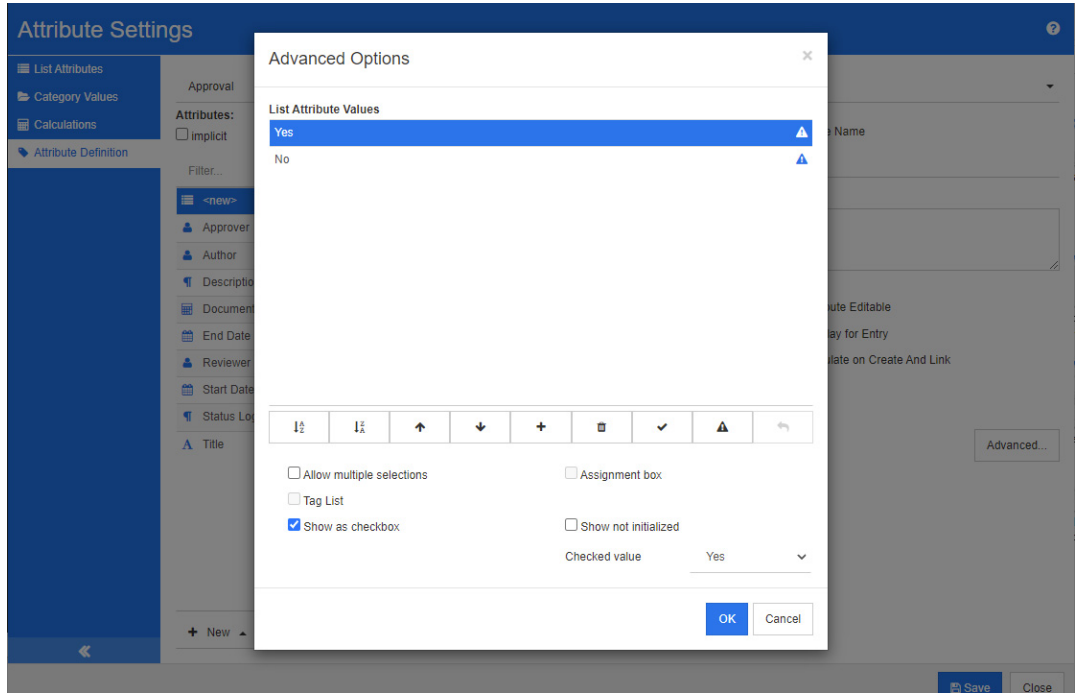 Attribute Settings
List Attributes
Category Values
Calculations
Attribute Definition
Approval
Attributes:
implicit
Filter...
<new>
Approver
Author
Descriptio
Document
End Date
Reviewer
Start Date
Status Log
Title
+ New
Advanced Options
×
List Attribute Values
Yes
No
Allow multiple selections
Assignment box
Tag List
Show as checkbox
Show not initialized
Checked value
Yes
OK
Cancel
e Name
ute Editable
lay for Entry
ulate on Create And Link
Advanced...
Save
Close